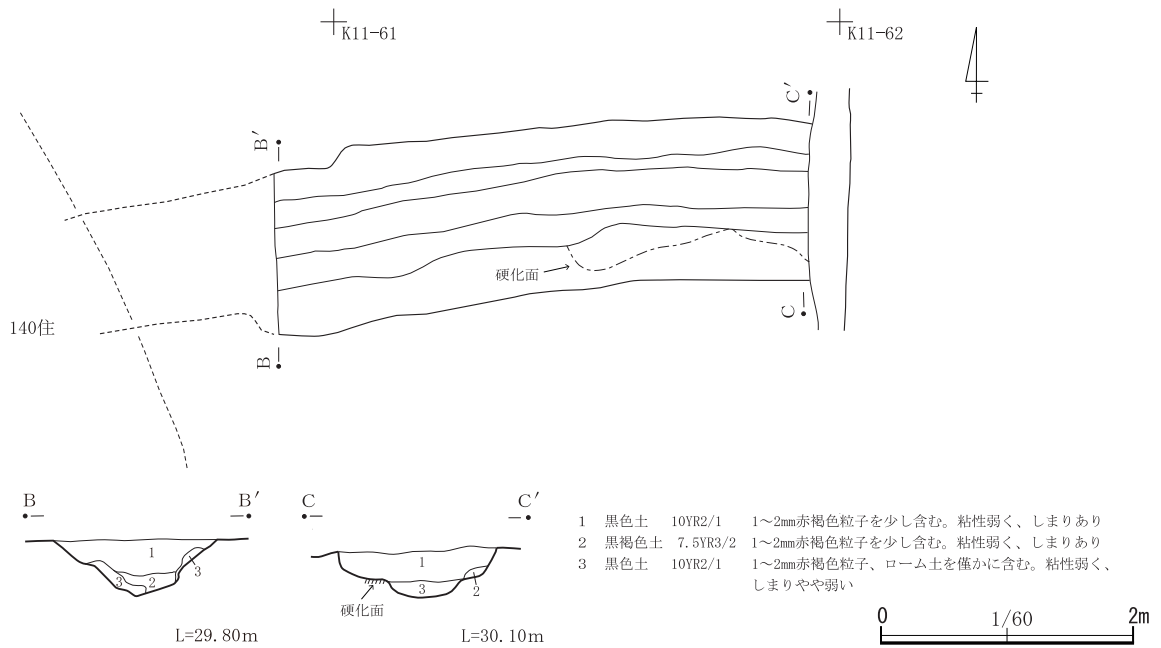 K11-61
K11-62
C′
B′
硬化面
140住
C
B
B B′ C C′
1
3 2 3
1
3 2
硬化面
L=29.80m
L=30.10m
1 黒色土 10YR2/1 1～2㎜赤褐色粒子を少し含む。粘性弱く、しまりあり
2 黒褐色土 7.5YR3/2 1～2㎜赤褐色粒子を少し含む。粘性弱く、しまりあり
3 黒色土 10YR2/1 1～2㎜赤褐色粒子、ローム土を僅かに含む。粘性弱く、
しまりやや弱い
0 1/60 2m